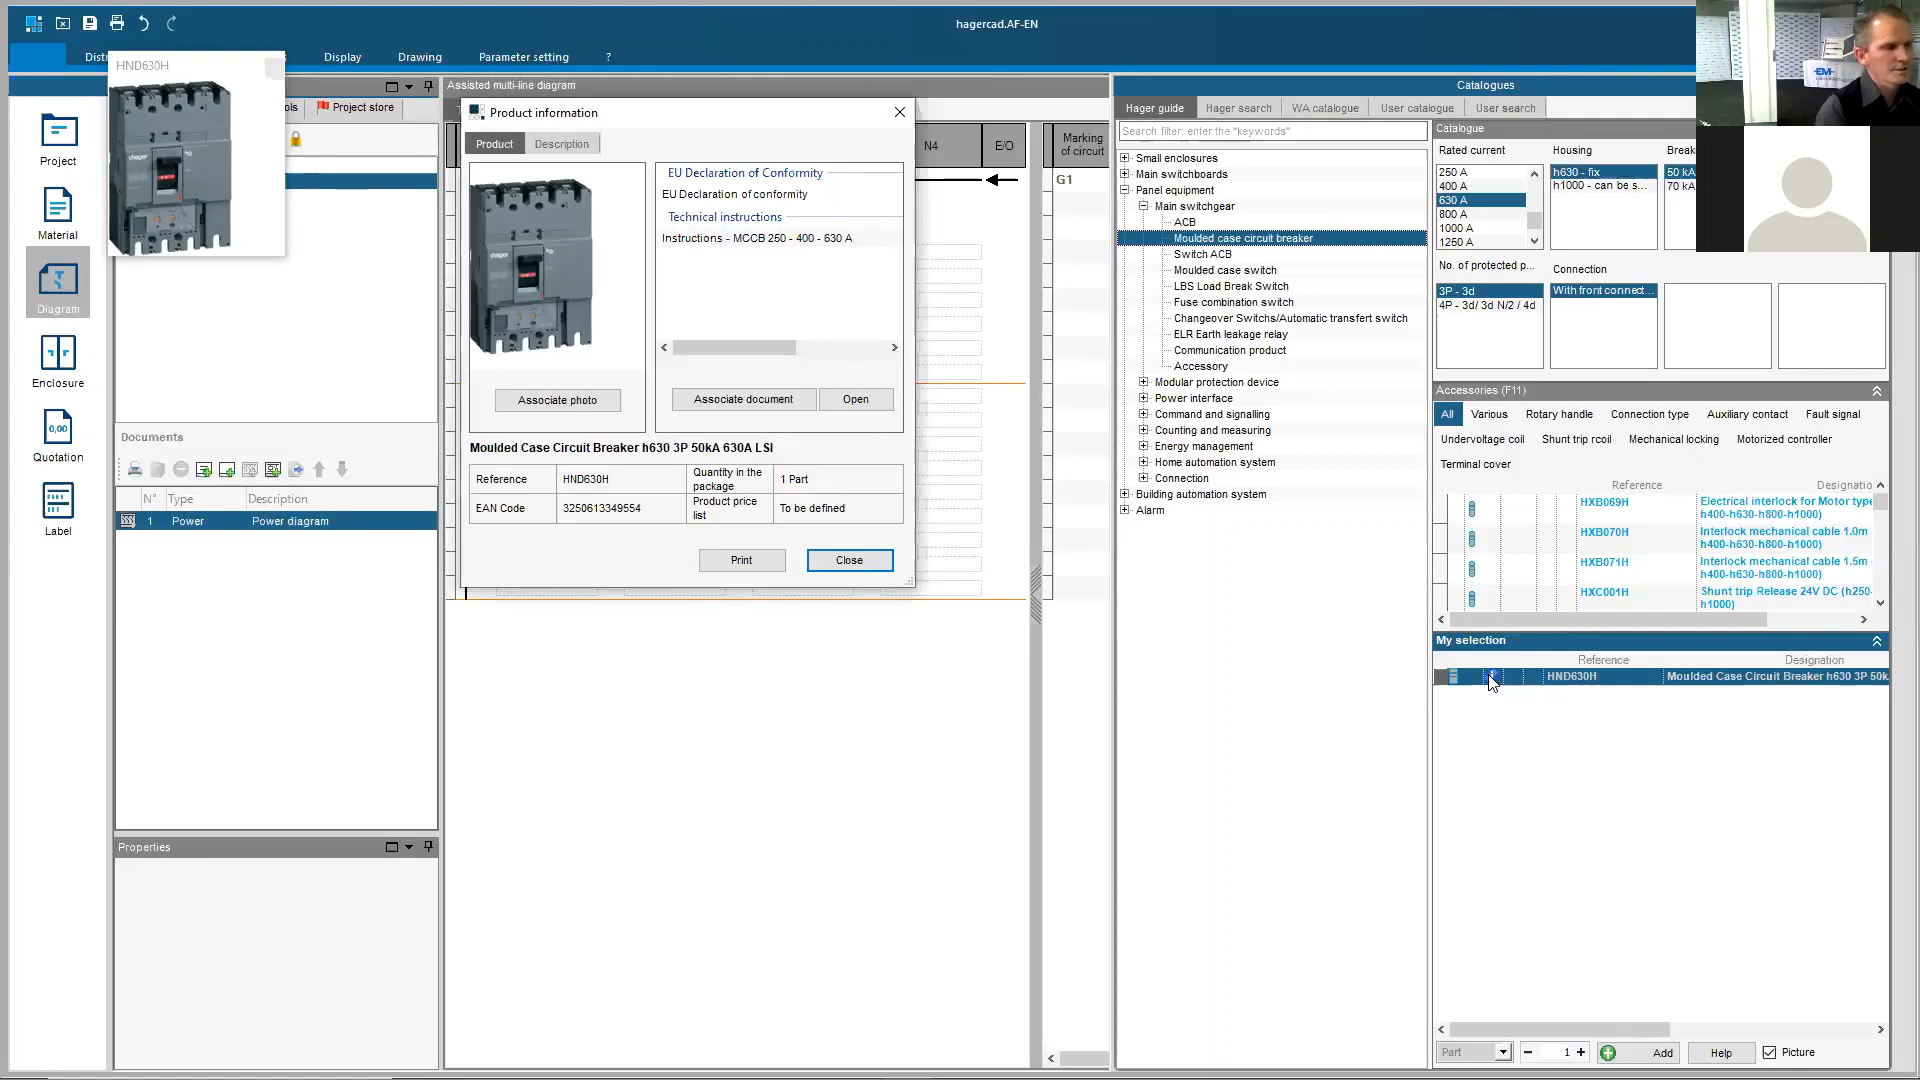 hagercad.AF-EN
Distr
Display
Drawing
Parameter setting
?
HND630H
ols
Project store
Project
Material
Diagram
Enclosure
Quotation
Label
Documents
N°
Type
Description
1
Power
Power diagram
Properties
Assisted multi-line diagram
N4
E/O
Marking
of circuit
G1
Product information
Product
Description
EU Declaration of Conformity
EU Declaration of conformity
Technical instructions
Instructions - MCCB 250 - 400 - 630 A
Associate photo
Associate document
Open
Moulded Case Circuit Breaker h630 3P 50kA 630A LSI
Reference
HND630H
Quantity in the package
1 Part
EAN Code
3250613349554
Product price list
To be defined
Print
Close
Catalogues
Hager guide
Hager search
WA catalogue
User catalogue
User search
Search filter: enter the "keywords"
Small enclosures
Main switchboards
Panel equipment
Main switchgear
ACB
Moulded case circuit breaker
Switch ACB
Moulded case switch
LBS Load Break Switch
Fuse combination switch
Changeover Switchs/Automatic transfert switch
ELR Earth leakage relay
Communication product
Accessory
Modular protection device
Power interface
Command and signalling
Counting and measuring
Energy management
Home automation system
Connection
Building automation system
Alarm
Catalogue
Rated current
Housing
Break
250 A
400 A
630 A
800 A
1000 A
1250 A
h630 - fix
h1000 - can be s...
50 kA
70 kA
No. of protected p...
Connection
3P - 3d
4P - 3d/ 3d N/2 / 4d
With front connect...
Accessories (F11)
All
Various
Rotary handle
Connection type
Auxiliary contact
Fault signal
Undervoltage coil
Shunt trip rcoil
Mechanical locking
Motorized controller
Terminal cover
Reference
Designatio
HXB069H
Electrical interlock for Motor type
h400-h630-h800-h1000)
HXB070H
Interlock mechanical cable 1.0m
h400-h630-h800-h1000)
HXB071H
Interlock mechanical cable 1.5m
h400-h630-h800-h1000)
HXC001H
Shunt trip Release 24V DC (h250-
h1000)
My selection
Reference
Designation
HND630H
Moulded Case Circuit Breaker h630 3P 50k
Part
1
Add
Help
Picture